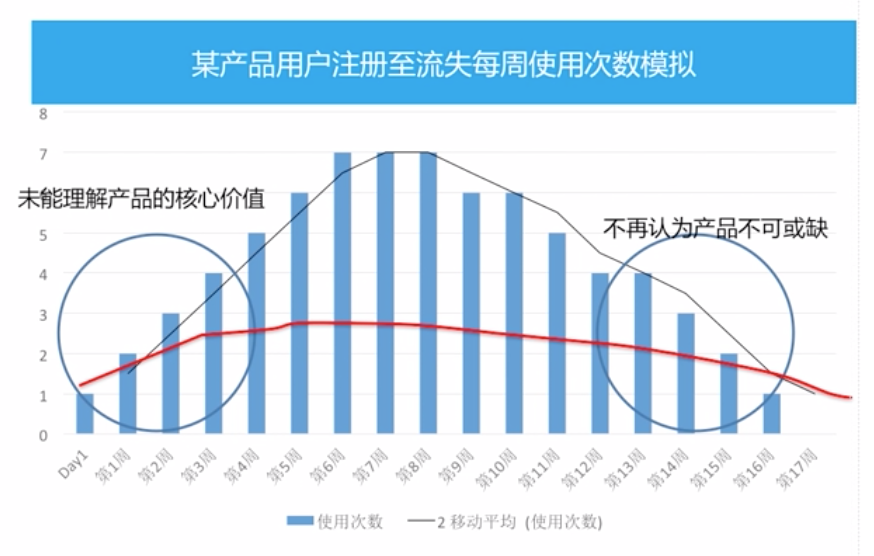 某产品用户注册至流失每周使用次数模拟
8
7
未能理解产品的核心价值
不再认为产品不可或缺
5
4
3
2
1
0
Day1
第1周
第2周
第3周
第4周
第5周
第6周
第7周
第8周
第9周
第10周
第11周
第12周
第13周
第14周
第15周
第16周
第17周
使用次数
2 移动平均 (使用次数)